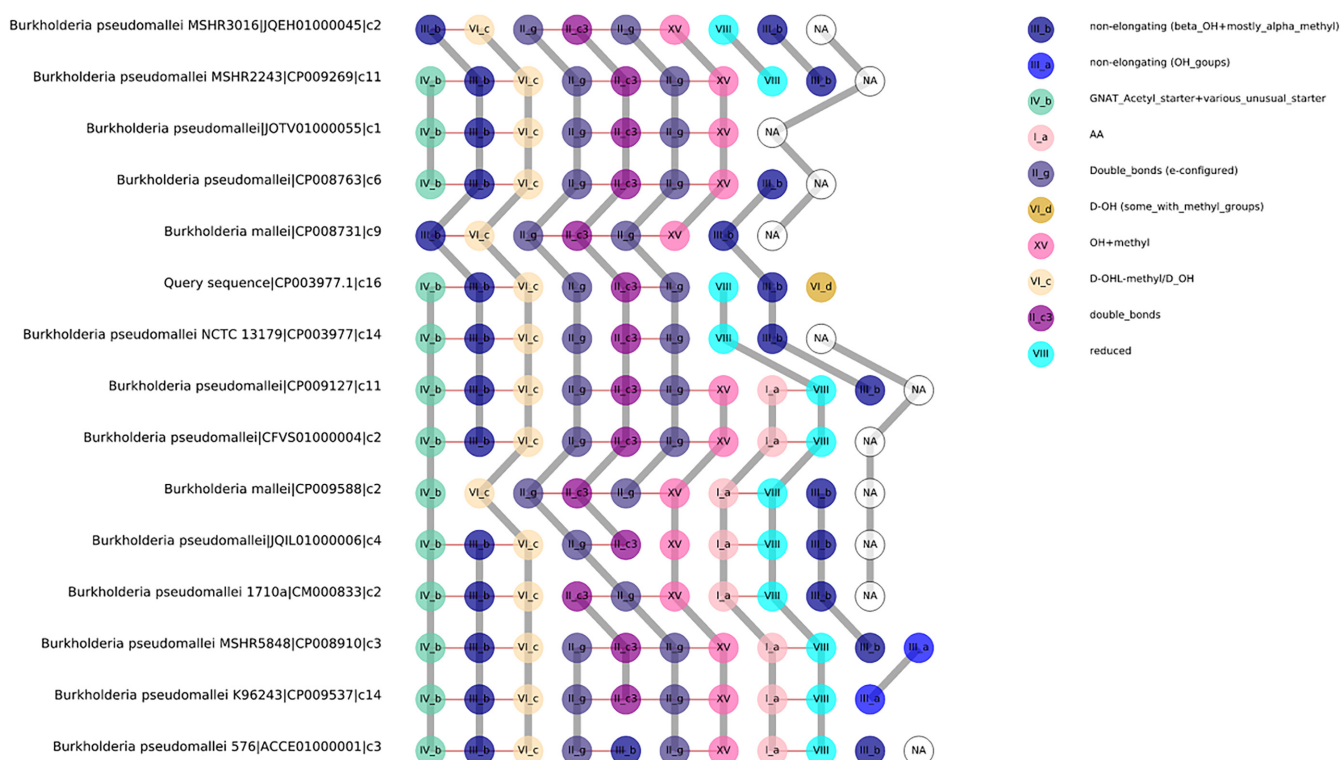 Burkholderia pseudomallei MSHR3016|JQEH01000045|c2 III_b VI_c II_g II_c3 II_g XV VIII III_b NA
Burkholderia pseudomallei MSHR2243|CP009269|c11 IV_b III_b VI_c II_g II_c3 II_g XV VIII III_b NA
Burkholderia pseudomallei|JOTV01000055|c1 IV_b III_b VI_c II_g II_c3 II_g XV NA
Burkholderia pseudomallei|CP008763|c6 IV_b III_b VI_c II_g II_c3 II_g XV III_b NA
Burkholderia mallei|CP008731|c9 III_b VI_c II_g II_c3 II_g XV III_b NA
Query sequence|CP003977.1|c16 IV_b III_b VI_c II_g II_c3 II_g VIII III_b VI_d
Burkholderia pseudomallei NCTC 13179|CP003977|c14 IV_b III_b VI_c II_g II_c3 II_g VIII III_b NA
Burkholderia pseudomallei|CP009127|c11 IV_b III_b VI_c II_g II_c3 II_g XV I_a VIII III_b NA
Burkholderia pseudomallei|CFVS01000004|c2 IV_b III_b VI_c II_g II_c3 II_g XV I_a VIII NA
Burkholderia mallei|CP009588|c2 IV_b VI_c II_g II_c3 II_g XV I_a VIII III_b NA
Burkholderia pseudomallei|JQIL01000006|c4 IV_b III_b VI_c II_g II_c3 XV I_a VIII III_b NA
Burkholderia pseudomallei 1710a|CM000833|c2 IV_b III_b VI_c II_c3 II_g XV I_a VIII III_b NA
Burkholderia pseudomallei MSHR5848|CP008910|c3 IV_b III_b VI_c II_g II_c3 II_g XV I_a VIII III_b III_a
Burkholderia pseudomallei K96243|CP009537|c14 IV_b III_b VI_c II_g II_c3 II_g XV I_a VIII III_a
Burkholderia pseudomallei 576|ACCE01000001|c3 IV_b III_b VI_c II_g III_b II_g XV I_a VIII III_b NA
III_b non-elongating (beta_OH+mostly_alpha_methyl)
III_a non-elongating (OH_goups)
IV_b GNAT_Acetyl_starter+various_unusual_starter
I_a AA
II_g Double_bonds (e-configured)
VI_d D-OH (some_with_methyl_groups)
XV OH+methyl
VI_c D-OHL-methyl/D_OH
II_c3 double_bonds
VIII reduced